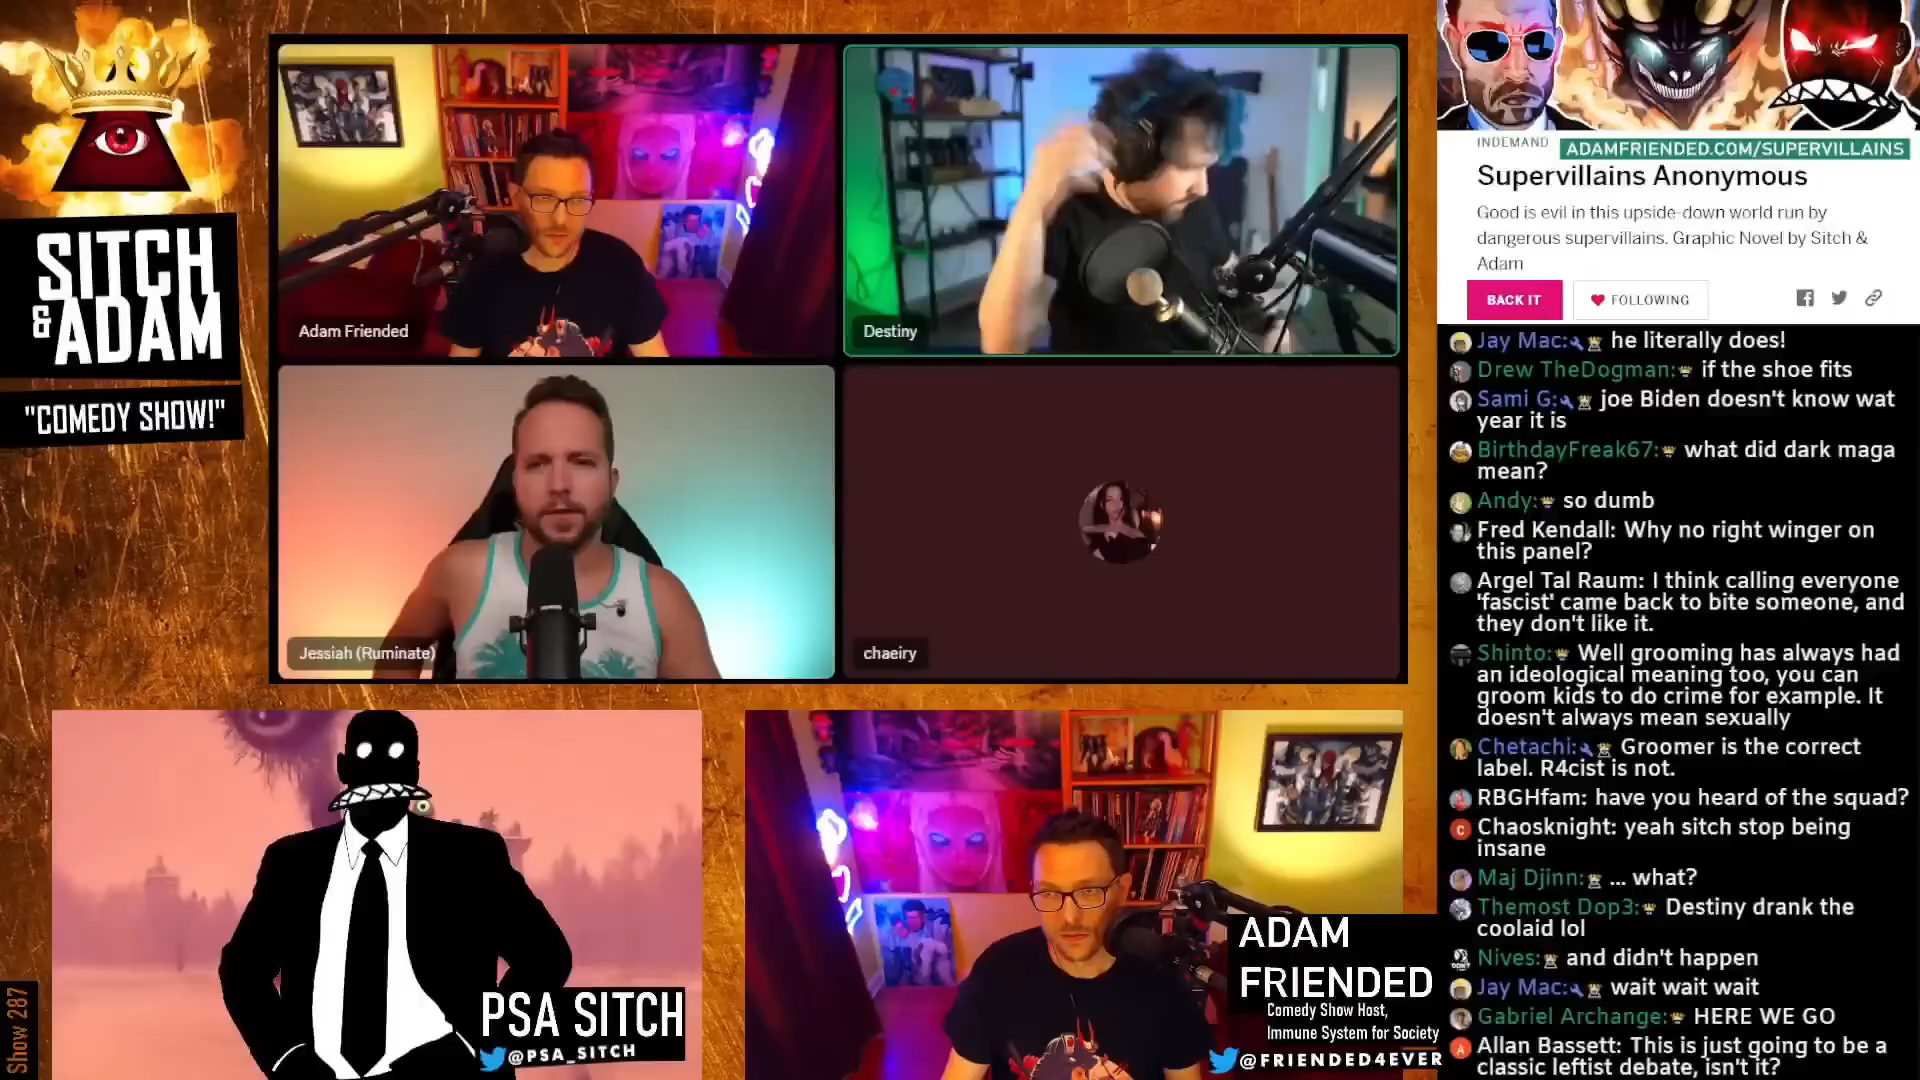 SITCH
& ADAM
"COMEDY SHOW!"
Show 287
Adam Friended
Destiny
Jessiah (Ruminate)
chaeiry
PSA SITCH
@PSA_SITCH
ADAM
FRIENDED
Comedy Show Host,
Immune System for Society
@FRIENDED4EVER
INDEMAND
ADAMFRIENDED.COM/SUPERVILLAINS
Supervillains Anonymous
Good is evil in this upside-down world run by
dangerous supervillains. Graphic Novel by Sitch &
Adam
BACK IT
FOLLOWING
Jay Mac: he literally does!
Drew TheDogman: if the shoe fits
Sami G: joe Biden doesn't know wat
year it is
BirthdayFreak67: what did dark maga
mean?
Andy: so dumb
Fred Kendall: Why no right winger on
this panel?
Argel Tal Raum: I think calling everyone
'fascist' came back to bite someone, and
they don't like it.
Shinto: Well grooming has always had
an ideological meaning too, you can
groom kids to do crime for example. It
doesn't always mean sexually
Chetachi: Groomer is the correct
label. R4cist is not.
RBGHfam: have you heard of the squad?
C Chaosknight: yeah sitch stop being
insane
Maj Djinn: ... what?
Themost Dop3: Destiny drank the
coolaid lol
Nives: and didn't happen
Jay Mac: wait wait wait
Gabriel Archange: HERE WE GO
A Allan Bassett: This is just going to be a
classic leftist debate, isn't it?